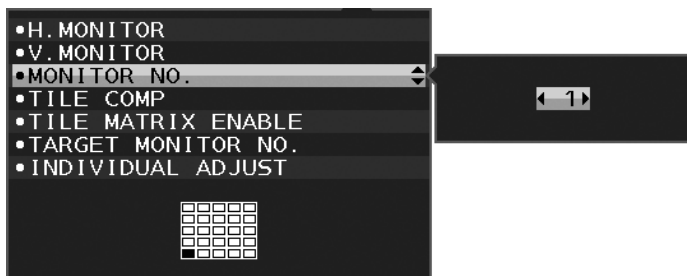 •H.MONITOR
•V.MONITOR
•MONITOR NO.
1
•TILE COMP
•TILE MATRIX ENABLE
•TARGET MONITOR NO.
•INDIVIDUAL ADJUST